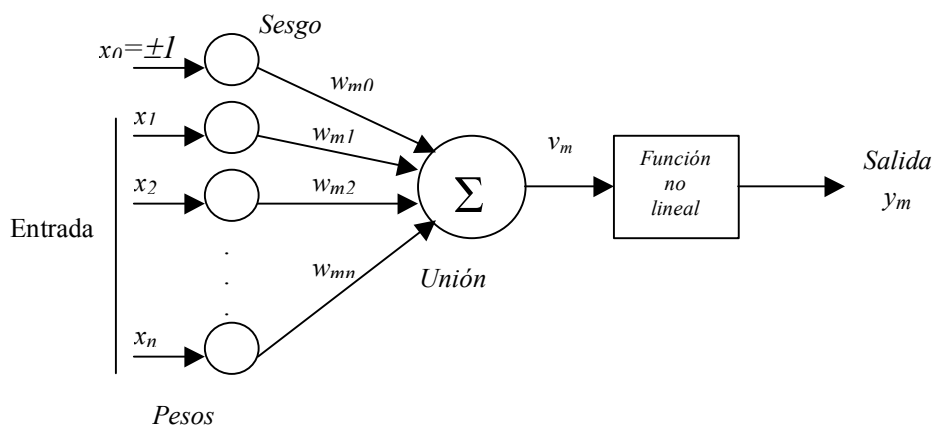 Sesgo
x0=±1
wm0
x1
wm1
vm
Función
no
lineal
Salida
ym
x2
wm2
Σ
Entrada
wmn
Unión
xn
Pesos